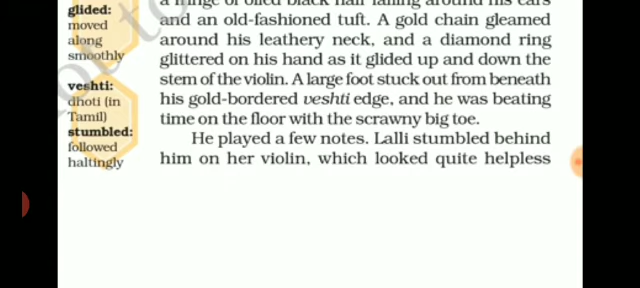 glided:
moved
along
smoothly
veshti:
dhoti (in
Tamil)
stumbled:
followed
haltingly
and an old-fashioned tuft. A gold chain gleamed
around his leathery neck, and a diamond ring
glittered on his hand as it glided up and down the
stem of the violin. A large foot stuck out from beneath
his gold-bordered veshti edge, and he was beating
time on the floor with the scrawny big toe.
He played a few notes. Lalli stumbled behind
him on her violin, which looked quite helpless